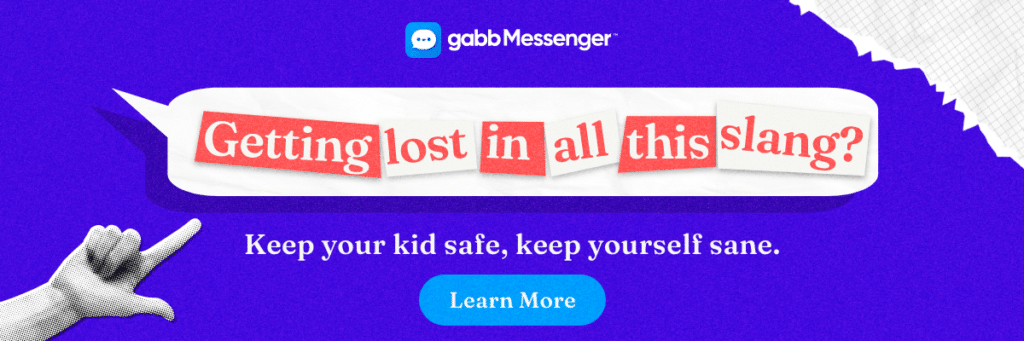 gabb Messenger™
Getting lost in all this slang?
Keep your kid safe, keep yourself sane.
Learn More